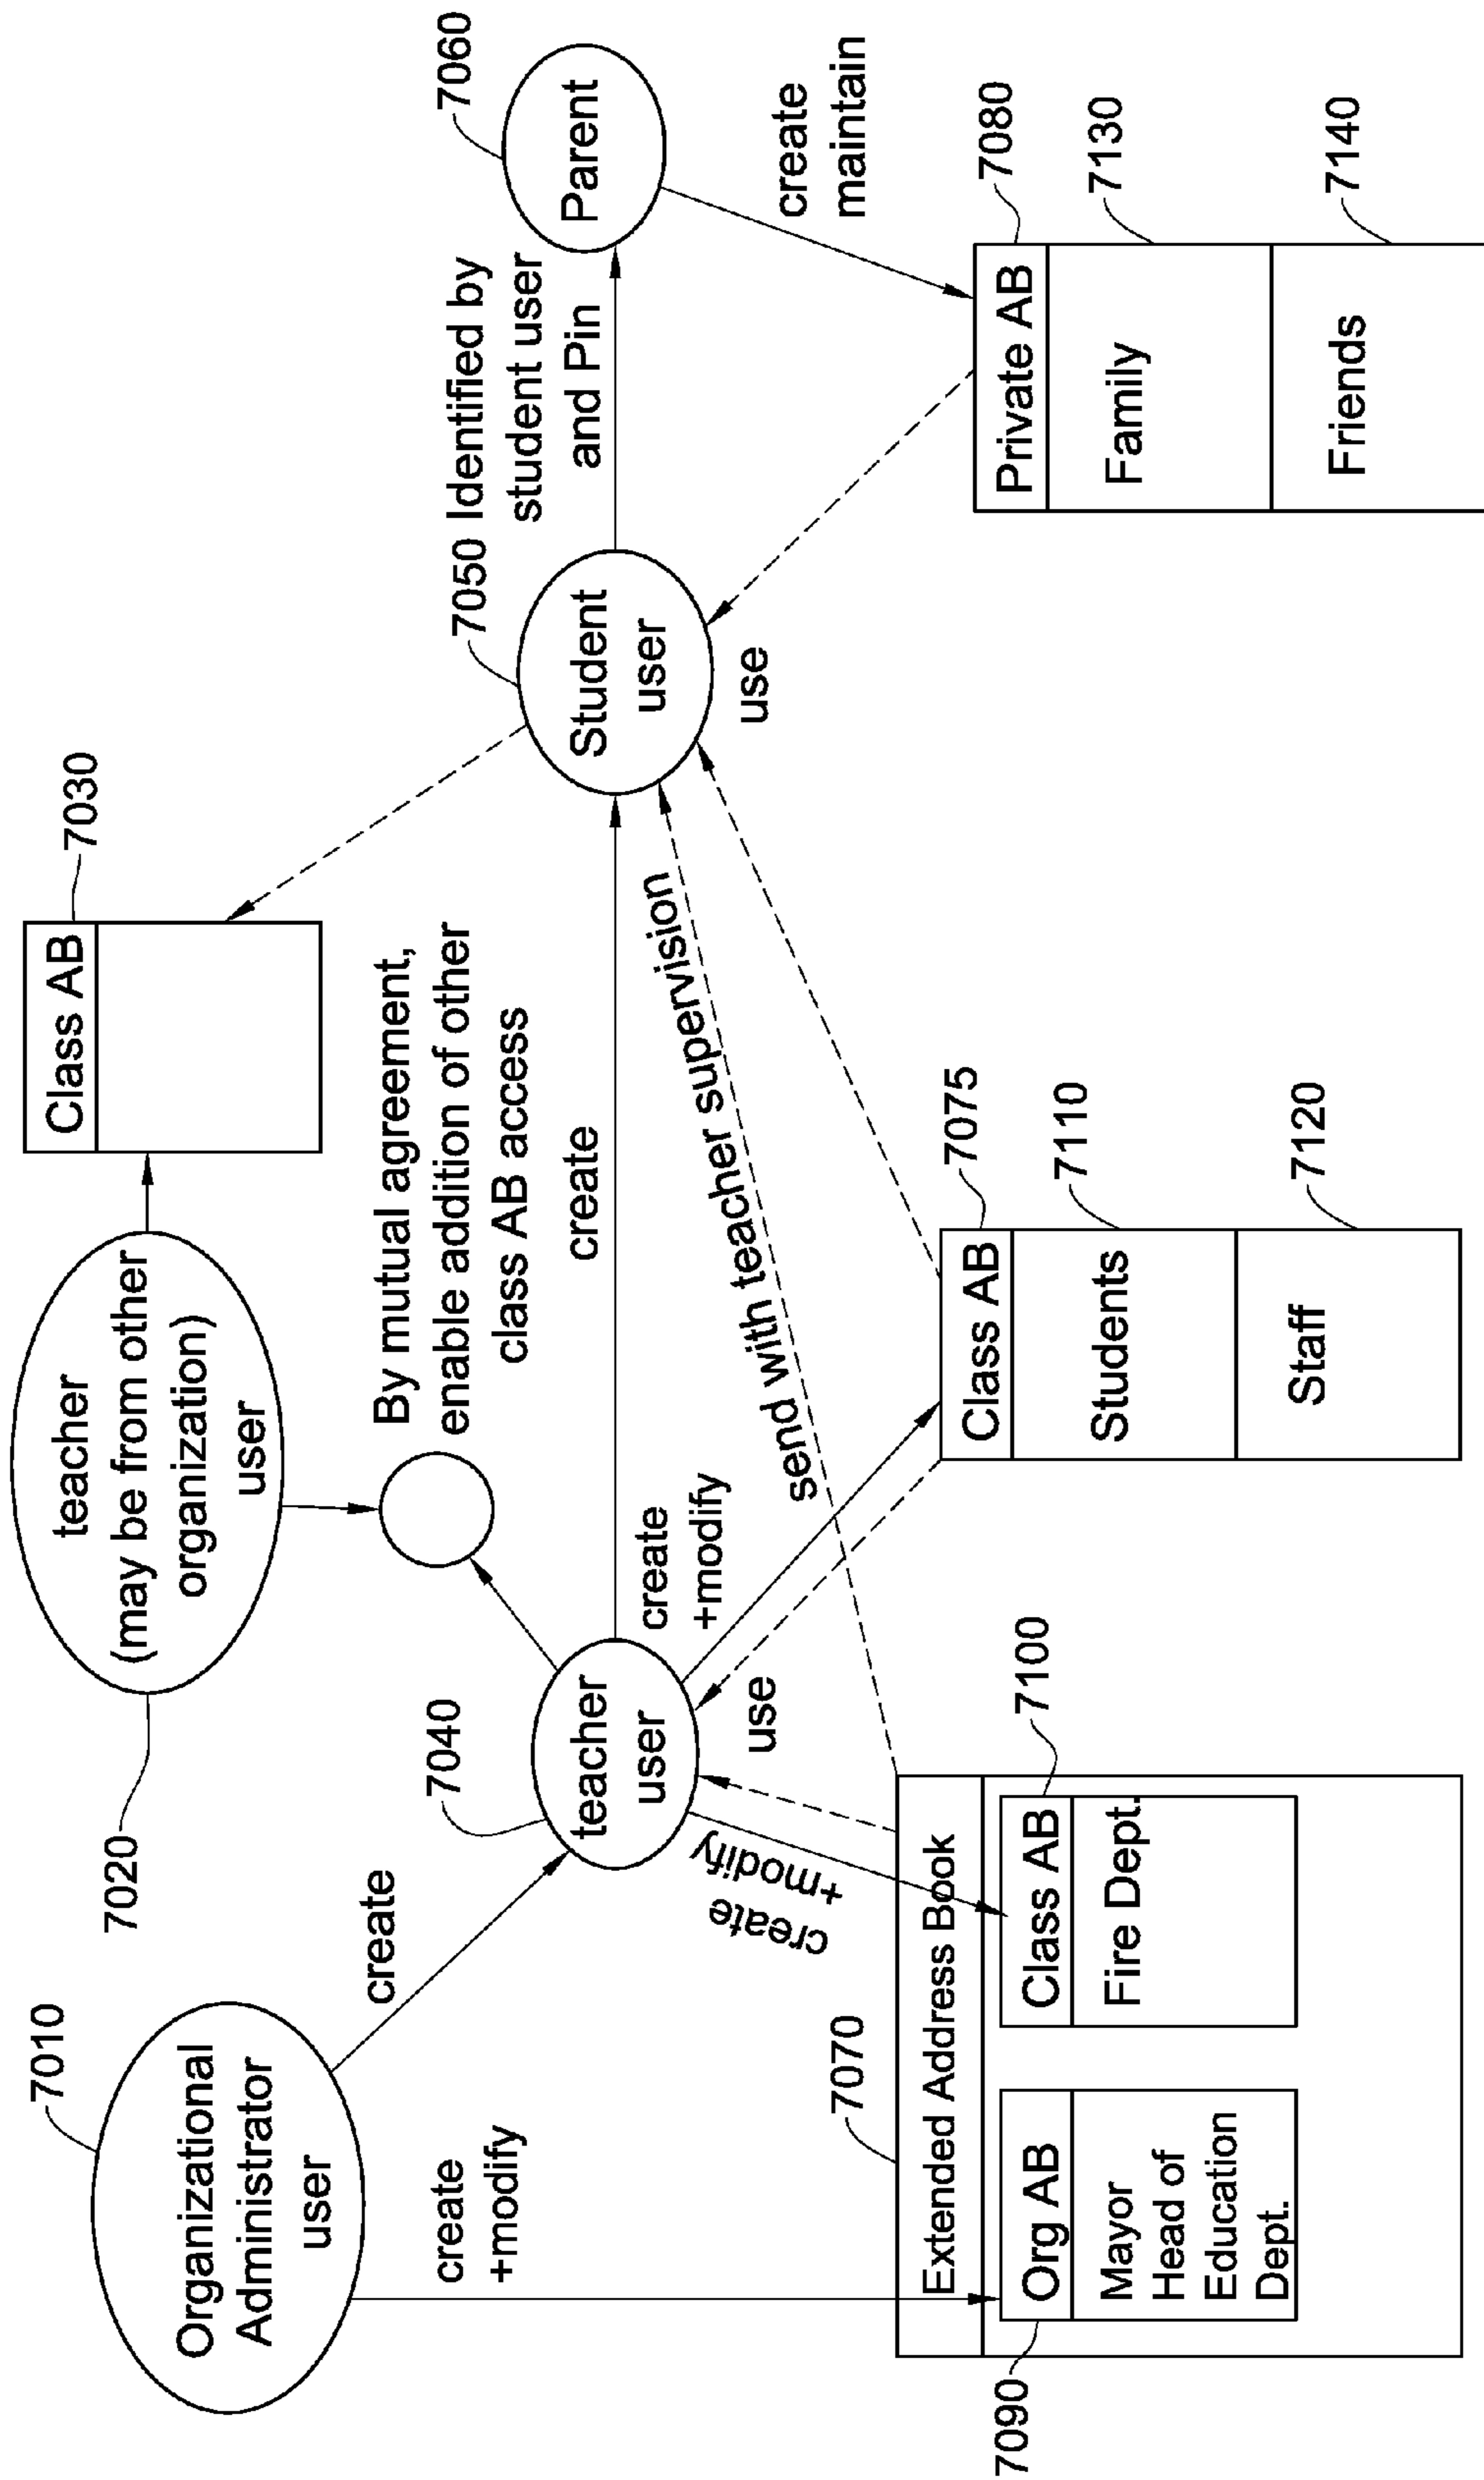 7010
Organizational
Administrator
user
create
+modify
create
7020
teacher
(may be from other
organization)
user
Class AB
7030
By mutual agreement,
enable addition of other
class AB access
7040
teacher
user
create
create
+modify
send with teacher supervision
use
create
+modify
7050
Student
user
use
Identified by
student user
and Pin
7060
Parent
create
maintain
7070
Extended Address Book
7090
Org AB
Mayor
Head of
Education
Dept.
7100
Class AB
Fire Dept.
7075
Class AB
7110
Students
7120
Staff
7080
Private AB
7130
Family
7140
Friends